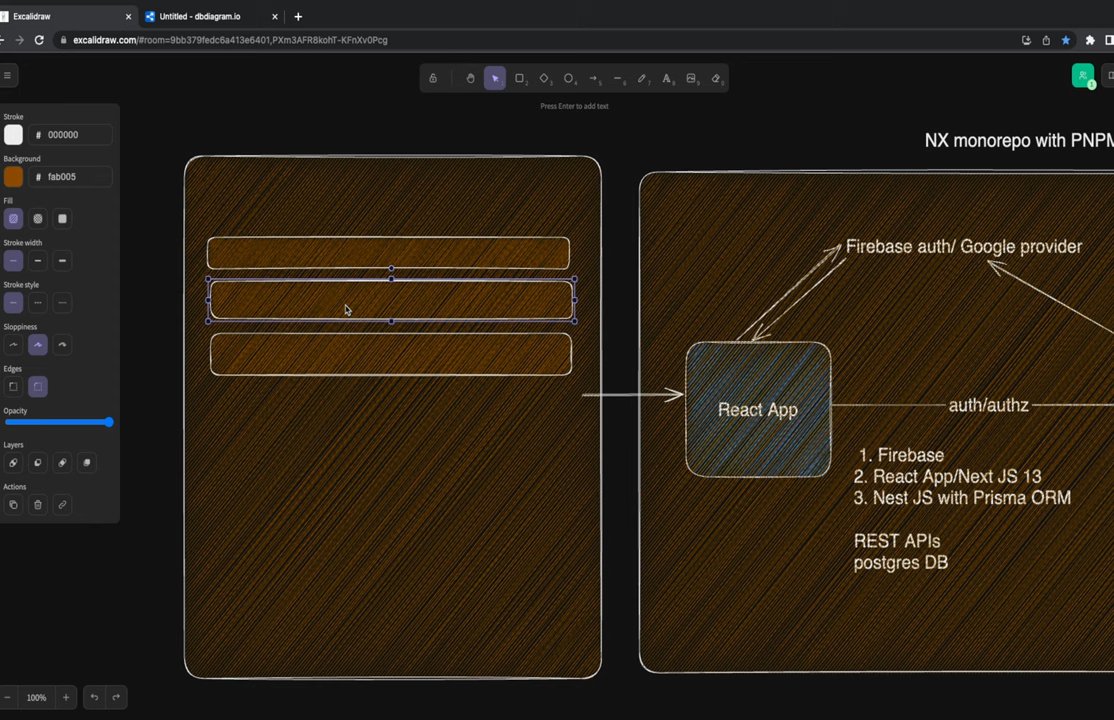 Excalidraw
Untitled - dbdiagram.io
excalidraw.com/#room=9bb379fedc6a413e6401,PXm3AFR8kohT-KFnXv0Pcg
Press Enter to add text
Stroke
# 000000
Background
# fab005
Fill
Stroke width
Stroke style
Sloppiness
Edges
Opacity
Layers
Actions
100%
NX monorepo with PNPM
Firebase auth/ Google provider
React App
auth/authz
1. Firebase
2. React App/Next JS 13
3. Nest JS with Prisma ORM
REST APIs
postgres DB